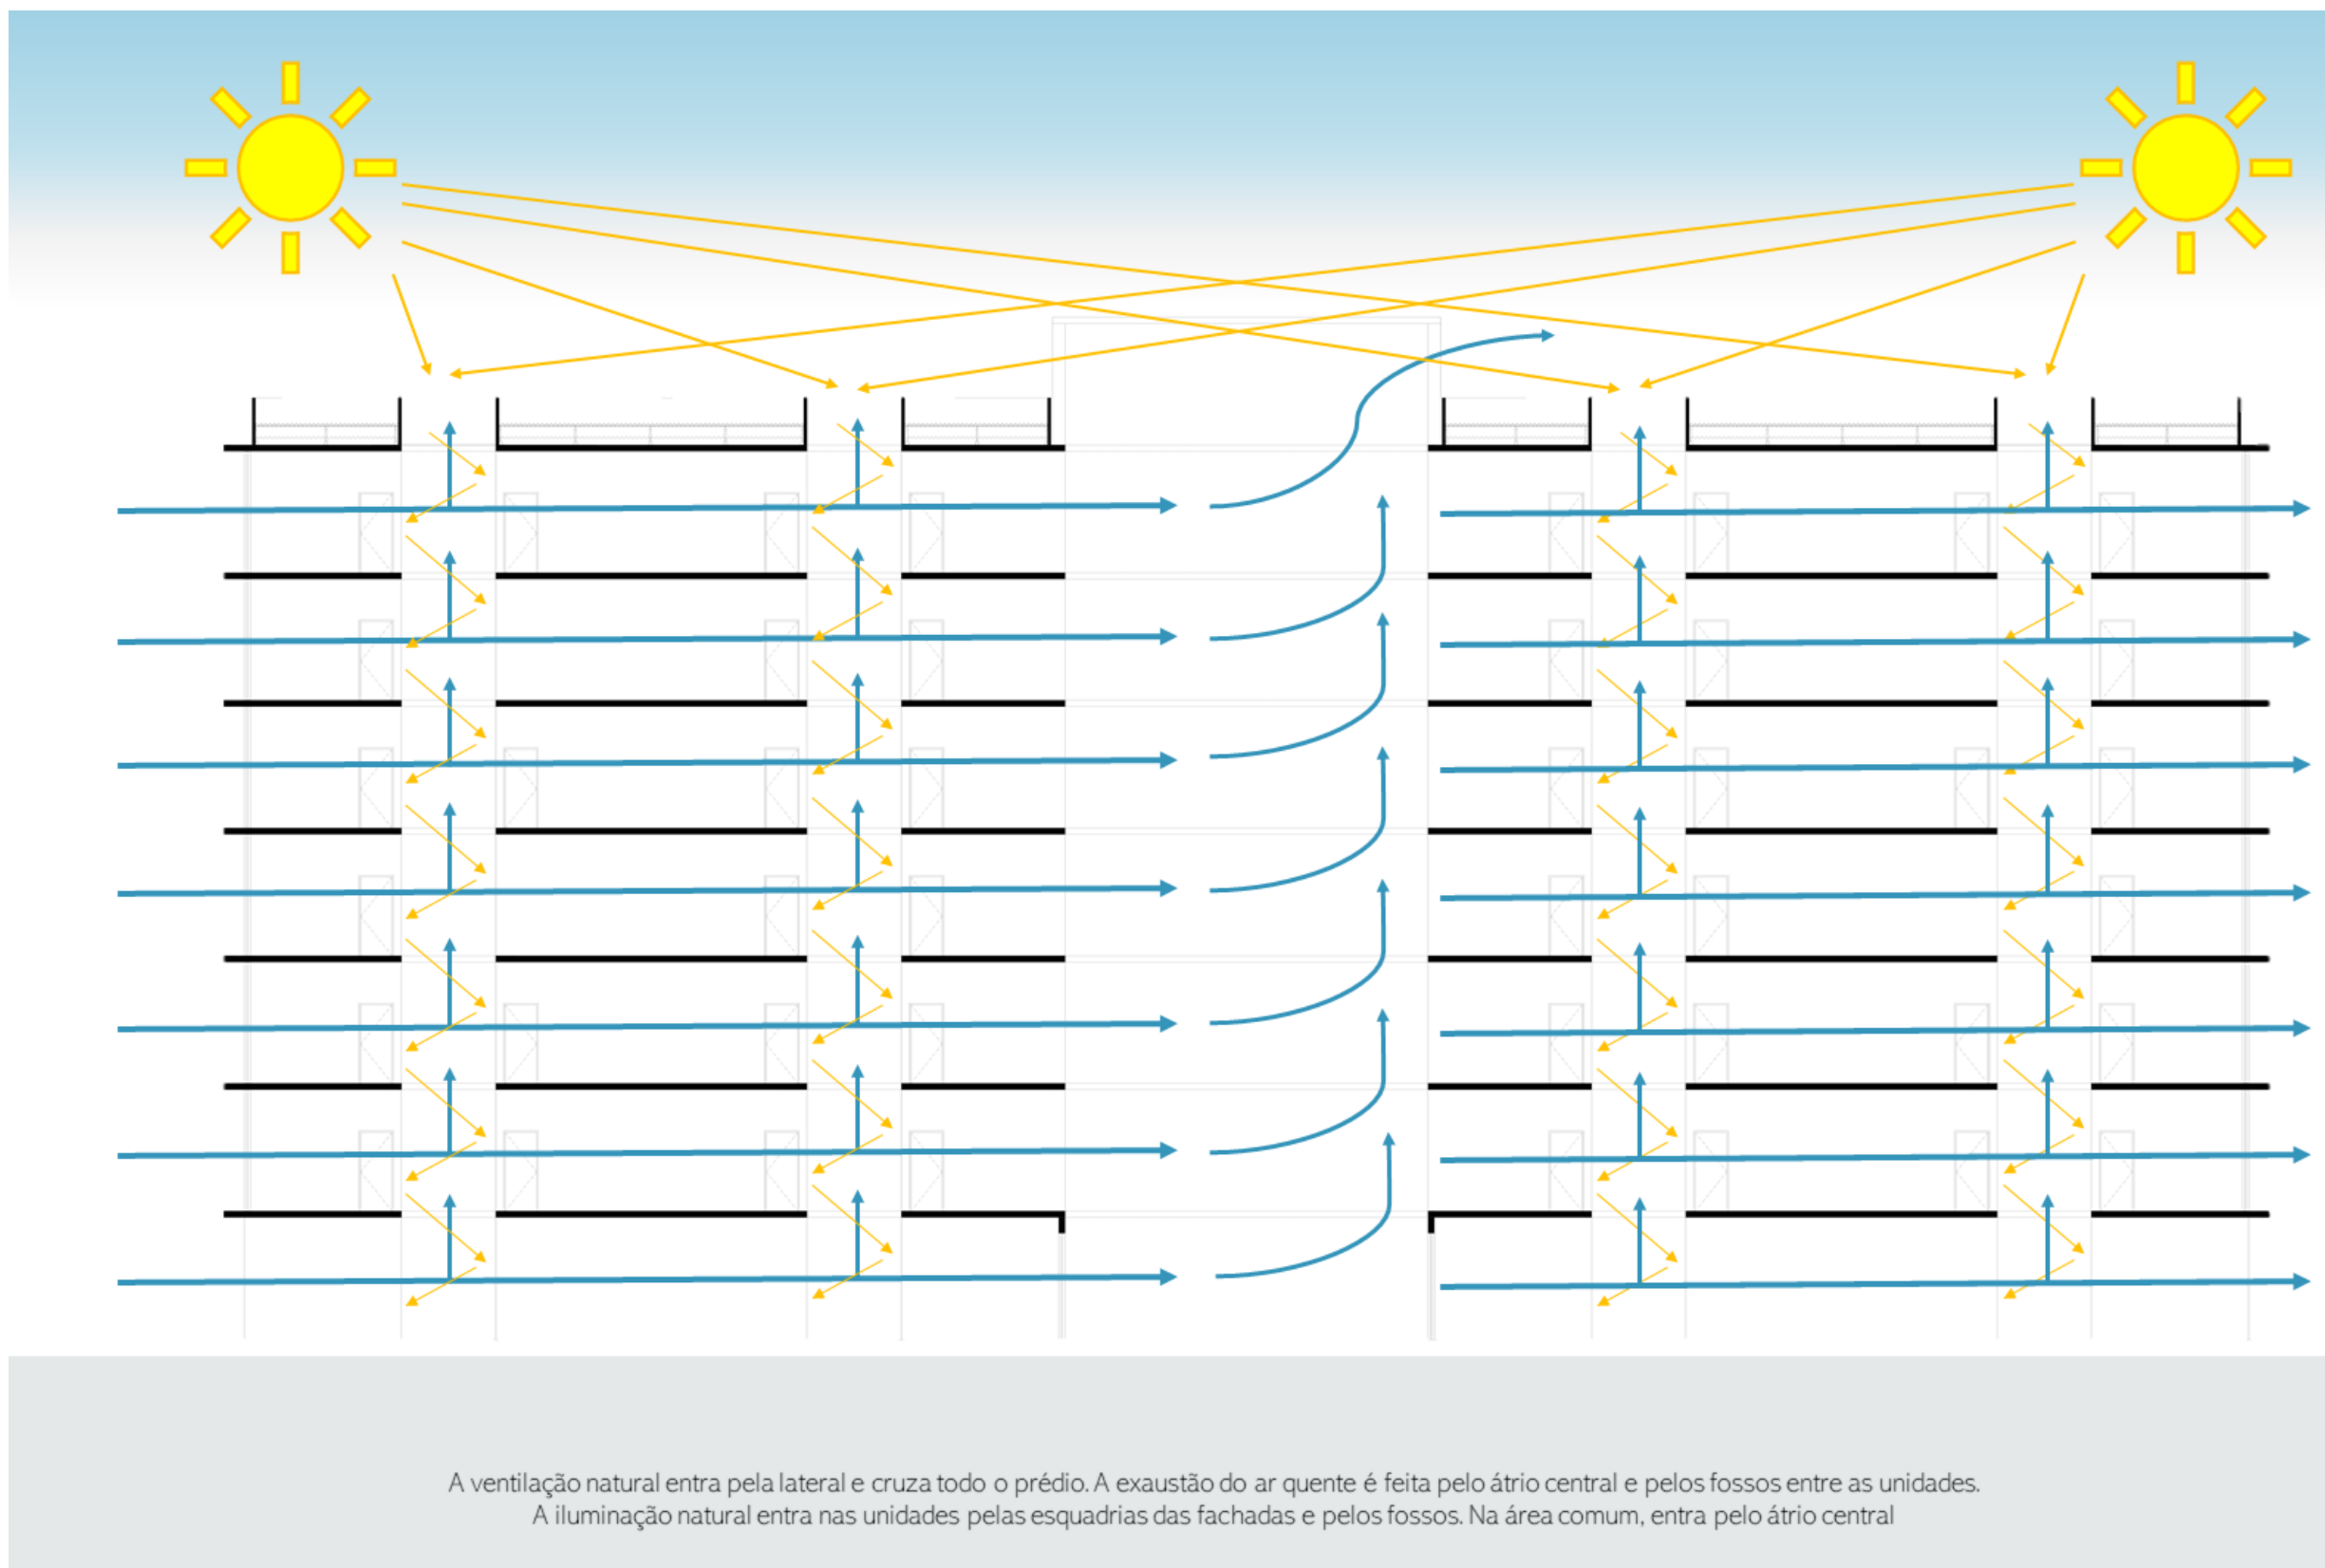 A ventilação natural entra pela lateral e cruza todo o prédio. A exaustão do ar quente é feita pelo átrio central e pelos fossos entre as unidades.
A iluminação natural entra nas unidades pelas esquadrias das fachadas e pelos fossos. Na área comum, entra pelo átrio central